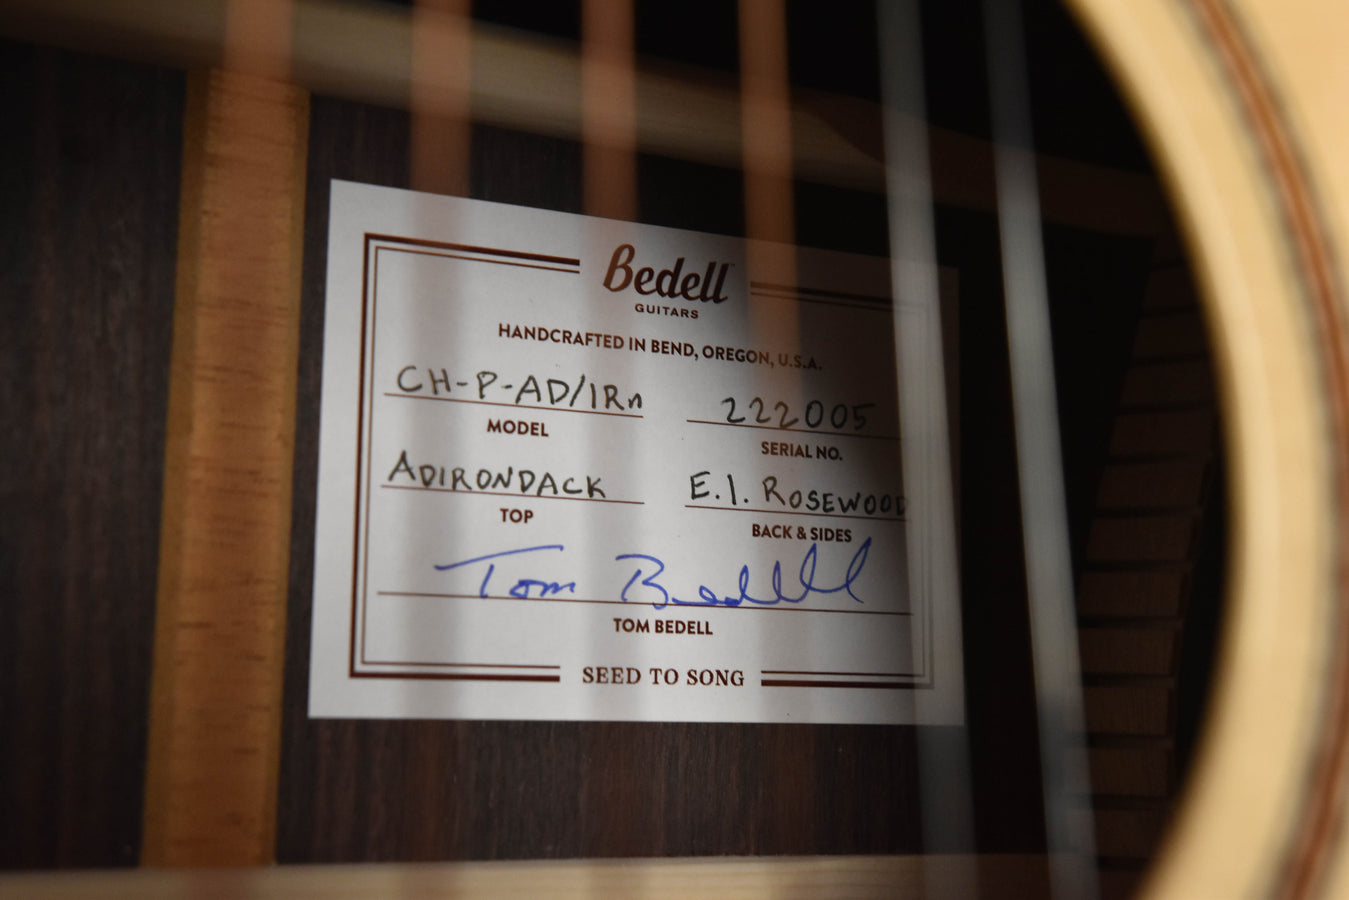 Bedell
GUITARS
HANDCRAFTED IN BEND, OREGON, U.S.A.
CH-P-AD/IRn 222005
MODEL SERIAL NO.
ADIRONDACK E.I. ROSEWOOD
TOP BACK & SIDES
Tom Bedell
TOM BEDELL
SEED TO SONG